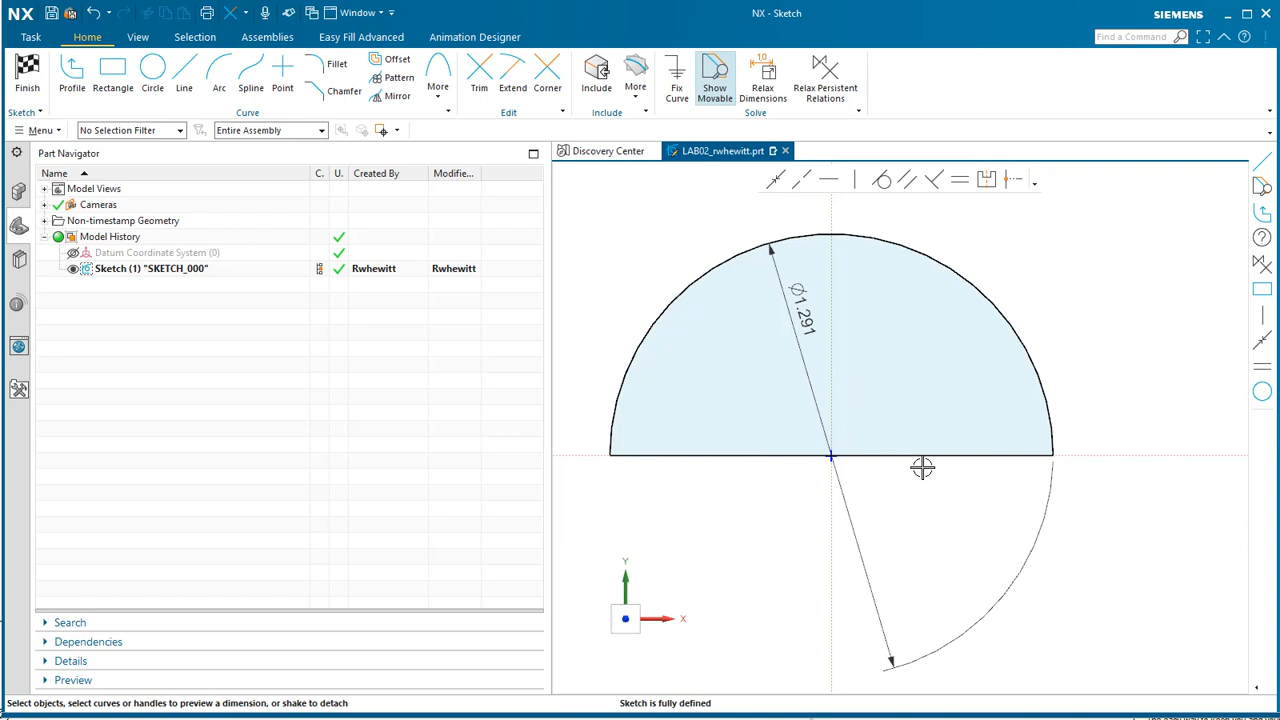 NX Window NX - Sketch SIEMENS
Task Home View Selection Assemblies Easy Fill Advanced Animation Designer Find a Command
Finish Profile Rectangle Circle Line Arc Spline Point Fillet Chamfer Offset Pattern Mirror More Trim Extend Corner Include More Fix Curve Show Movable Relax Dimensions Relax Persistent Relations
Sketch Curve Edit Include Solve
Menu No Selection Filter Entire Assembly
Part Navigator Discovery Center LAB02_rwhewitt.prt
Name C. U. Created By Modifie...
Model Views
Cameras
Non-timestamp Geometry
Model History
Datum Coordinate System (0)
Sketch (1) "SKETCH_000" Rwhewitt Rwhewitt
Ø1.291
Y
X
Search
Dependencies
Details
Preview
Select objects, select curves or handles to preview a dimension, or shake to detach Sketch is fully defined